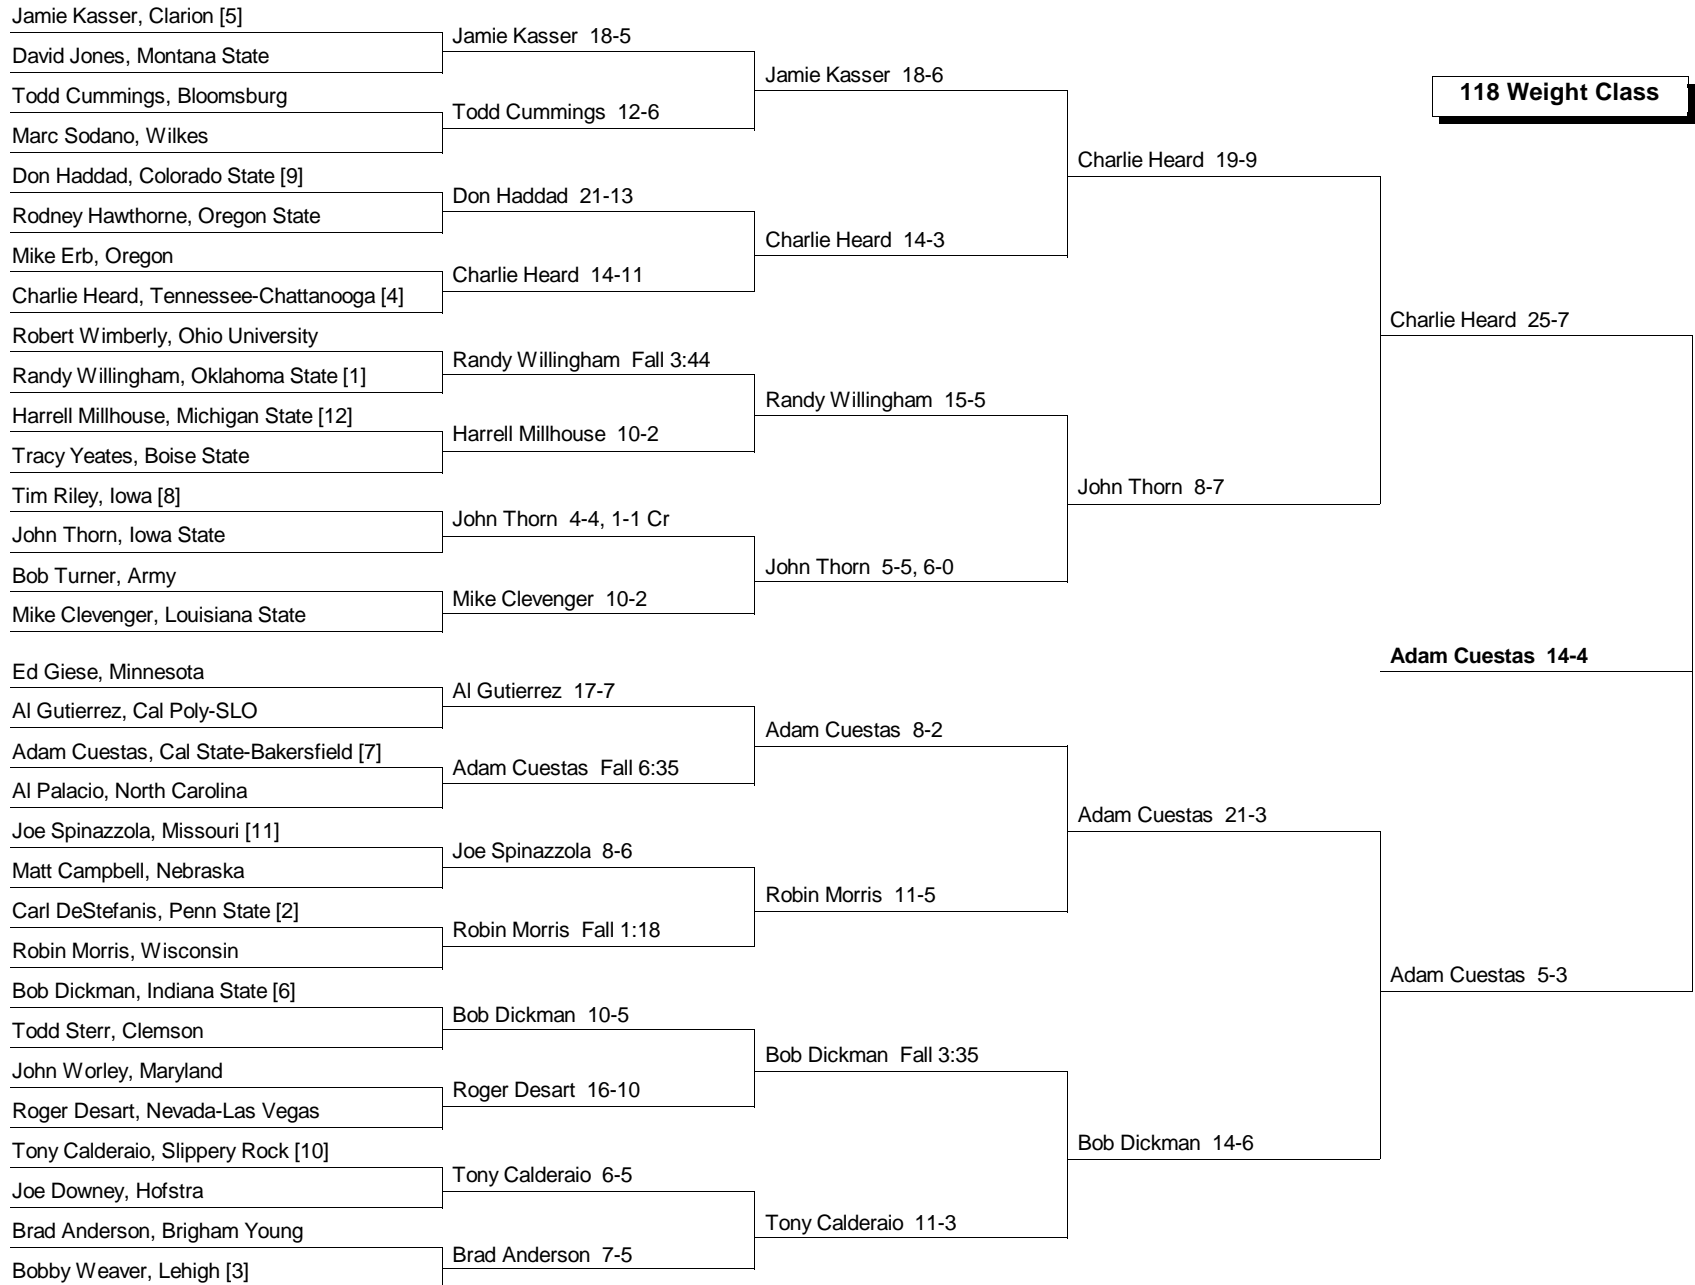 Jamie Kasser, Clarion [5]
David Jones, Montana State
Todd Cummings, Bloomsburg
Marc Sodano, Wilkes
Don Haddad, Colorado State [9]
Rodney Hawthorne, Oregon State
Mike Erb, Oregon
Charlie Heard, Tennessee-Chattanooga [4]
Robert Wimberly, Ohio University
Randy Willingham, Oklahoma State [1]
Harrell Millhouse, Michigan State [12]
Tracy Yeates, Boise State
Tim Riley, Iowa [8]
John Thorn, Iowa State
Bob Turner, Army
Mike Clevenger, Louisiana State
Ed Giese, Minnesota
Al Gutierrez, Cal Poly-SLO
Adam Cuestas, Cal State-Bakersfield [7]
Al Palacio, North Carolina
Joe Spinazzola, Missouri [11]
Matt Campbell, Nebraska
Carl DeStefanis, Penn State [2]
Robin Morris, Wisconsin
Bob Dickman, Indiana State [6]
Todd Sterr, Clemson
John Worley, Maryland
Roger Desart, Nevada-Las Vegas
Tony Calderaio, Slippery Rock [10]
Joe Downey, Hofstra
Brad Anderson, Brigham Young
Bobby Weaver, Lehigh [3]
Jamie Kasser 18-5
Todd Cummings 12-6
Don Haddad 21-13
Charlie Heard 14-11
Randy Willingham Fall 3:44
Harrell Millhouse 10-2
John Thorn 4-4, 1-1 Cr
Mike Clevenger 10-2
Al Gutierrez 17-7
Adam Cuestas Fall 6:35
Joe Spinazzola 8-6
Robin Morris Fall 1:18
Bob Dickman 10-5
Roger Desart 16-10
Tony Calderaio 6-5
Brad Anderson 7-5
Jamie Kasser 18-6
Charlie Heard 14-3
Randy Willingham 15-5
John Thorn 5-5, 6-0
Adam Cuestas 8-2
Robin Morris 11-5
Bob Dickman Fall 3:35
Tony Calderaio 11-3
Charlie Heard 19-9
John Thorn 8-7
Adam Cuestas 21-3
Bob Dickman 14-6
118 Weight Class
Charlie Heard 25-7
Adam Cuestas 14-4
Adam Cuestas 5-3